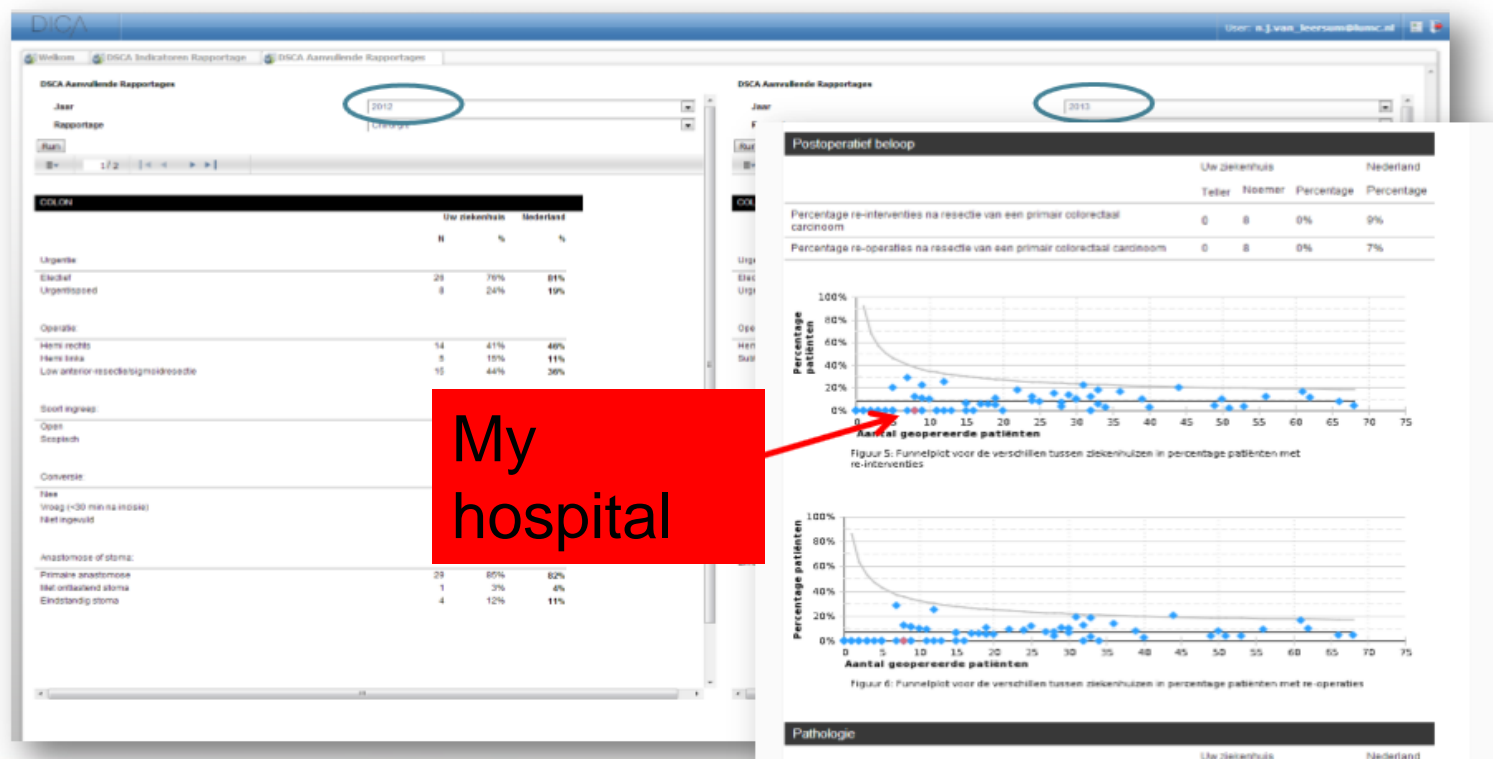 DICA
User: n.j.van_leersum@lumc.nl
Welkom DSCA Indicatoren Rapportage DSCA Aanvullende Rapportages
DSCA Aanvullende Rapportages
Jaar 2012
Rapportage Chirurgie
Run
1/2
COLON
Uw ziekenhuis Nederland
N % %
Urgentie:
Electief 26 76% 81%
Urgent/spoed 8 24% 19%
Operatie:
Hemi rechts 14 41% 46%
Hemi links 5 15% 11%
Low anterior-resectie/sigmoidresectie 15 44% 36%
Soort ingreep:
Open
Scopisch
Conversie:
Nee
Vroeg (<30 min na incisie)
Niet ingevuld
Anastomose of stoma:
Primaire anastomose 29 85% 82%
Met ontlastend stoma 1 3% 4%
Eindstandig stoma 4 12% 11%
My
hospital
DSCA Aanvullende Rapportages
Jaar 2013
Postoperatief beloop
Uw ziekenhuis Nederland
Teller Noemer Percentage Percentage
Percentage re-interventies na resectie van een primair colorectaal
carcinoom 0 8 0% 9%
Percentage re-operaties na resectie van een primair colorectaal carcinoom 0 8 0% 7%
Percentage
patiënten
100%
80%
60%
40%
20%
0%
0 5 10 15 20 25 30 35 40 45 50 55 60 65 70 75
Aantal geopereerde patiënten
Figuur 5: Funnelplot voor de verschillen tussen ziekenhuizen in percentage patiënten met
re-interventies
Percentage patiënten
100%
80%
60%
40%
20%
0%
0 5 10 15 20 25 30 35 40 45 50 55 60 65 70 75
Aantal geopereerde patiënten
Figuur 6: Funnelplot voor de verschillen tussen ziekenhuizen in percentage patiënten met re-operaties
Pathologie
Uw ziekenhuis Nederland